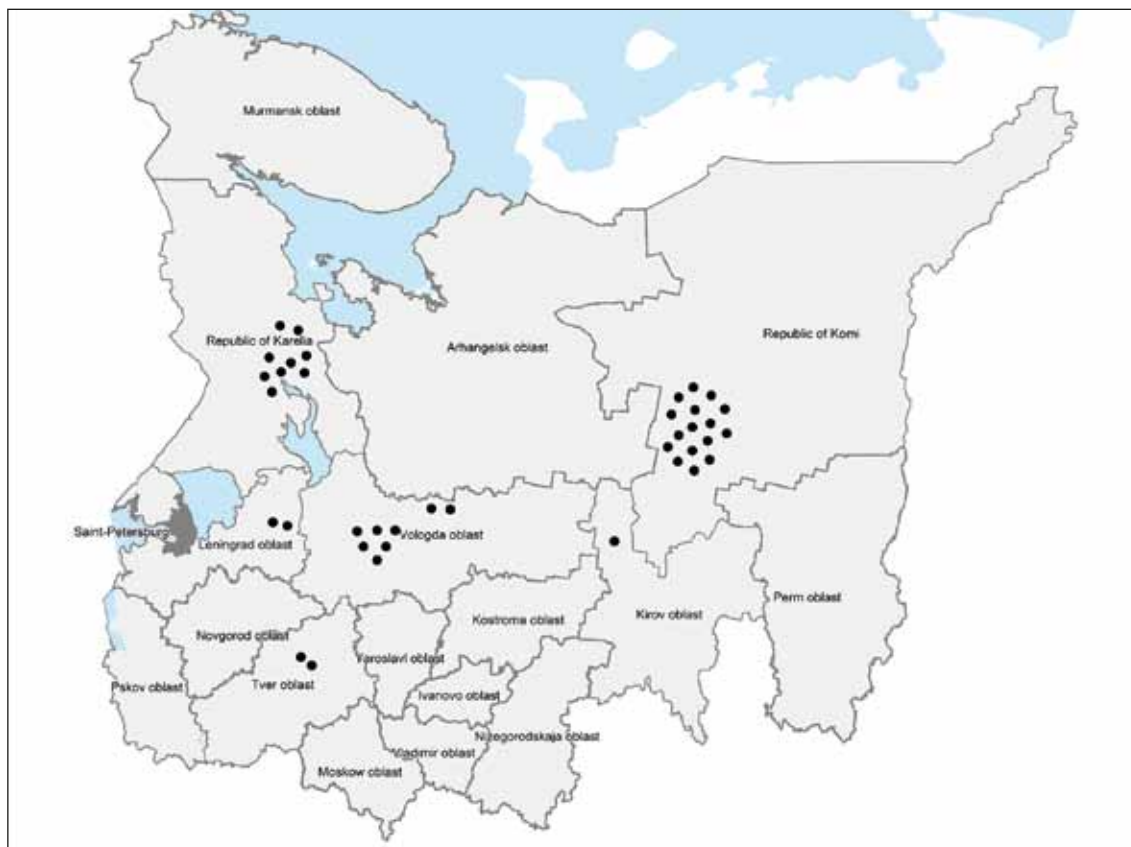 Murmansk oblast
Republic of Karelia
Arhangelsk oblast
Republic of Komi
Saint-Petersburg
Leningrad oblast
Vologda oblast
Novgorod oblast
Kostroma oblast
Kirov oblast
Perm oblast
Yaroslavl oblast
Pskov oblast
Tver oblast
Ivanovo oblast
Nizegorodskaja oblast
Vladimir oblast
Moskow oblast